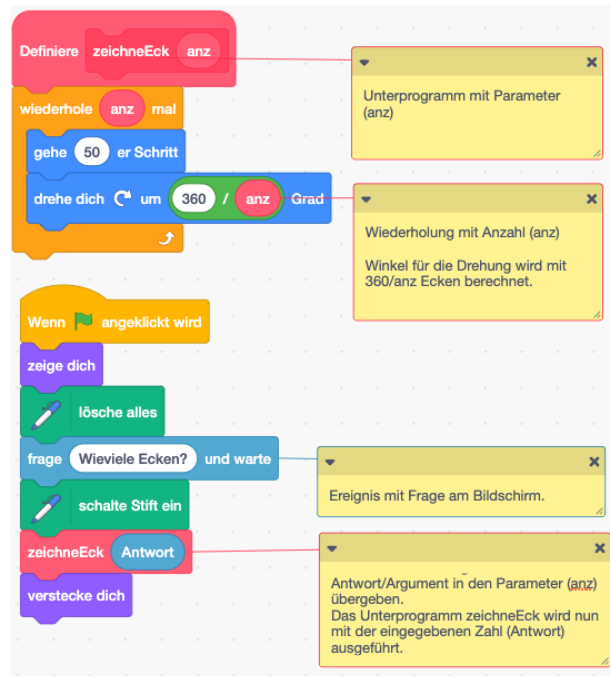 Definiere zeichneEck anz
Unterprogramm mit Parameter
(anz)
wiederhole anz mal
gehe 50 er Schritt
drehe dich um 360 / anz Grad
Wiederholung mit Anzahl (anz)
Winkel für die Drehung wird mit
360/anz Ecken berechnet.
Wenn angeklickt wird
zeige dich
lösche alles
frage Wieviele Ecken? und warte
Ereignis mit Frage am Bildschirm.
schalte Stift ein
zeichneEck Antwort
verstecke dich
Antwort/Argument in den Parameter (anz)
übergeben.
Das Unterprogramm zeichneEck wird nun
mit der eingegebenen Zahl (Antwort)
ausgeführt.